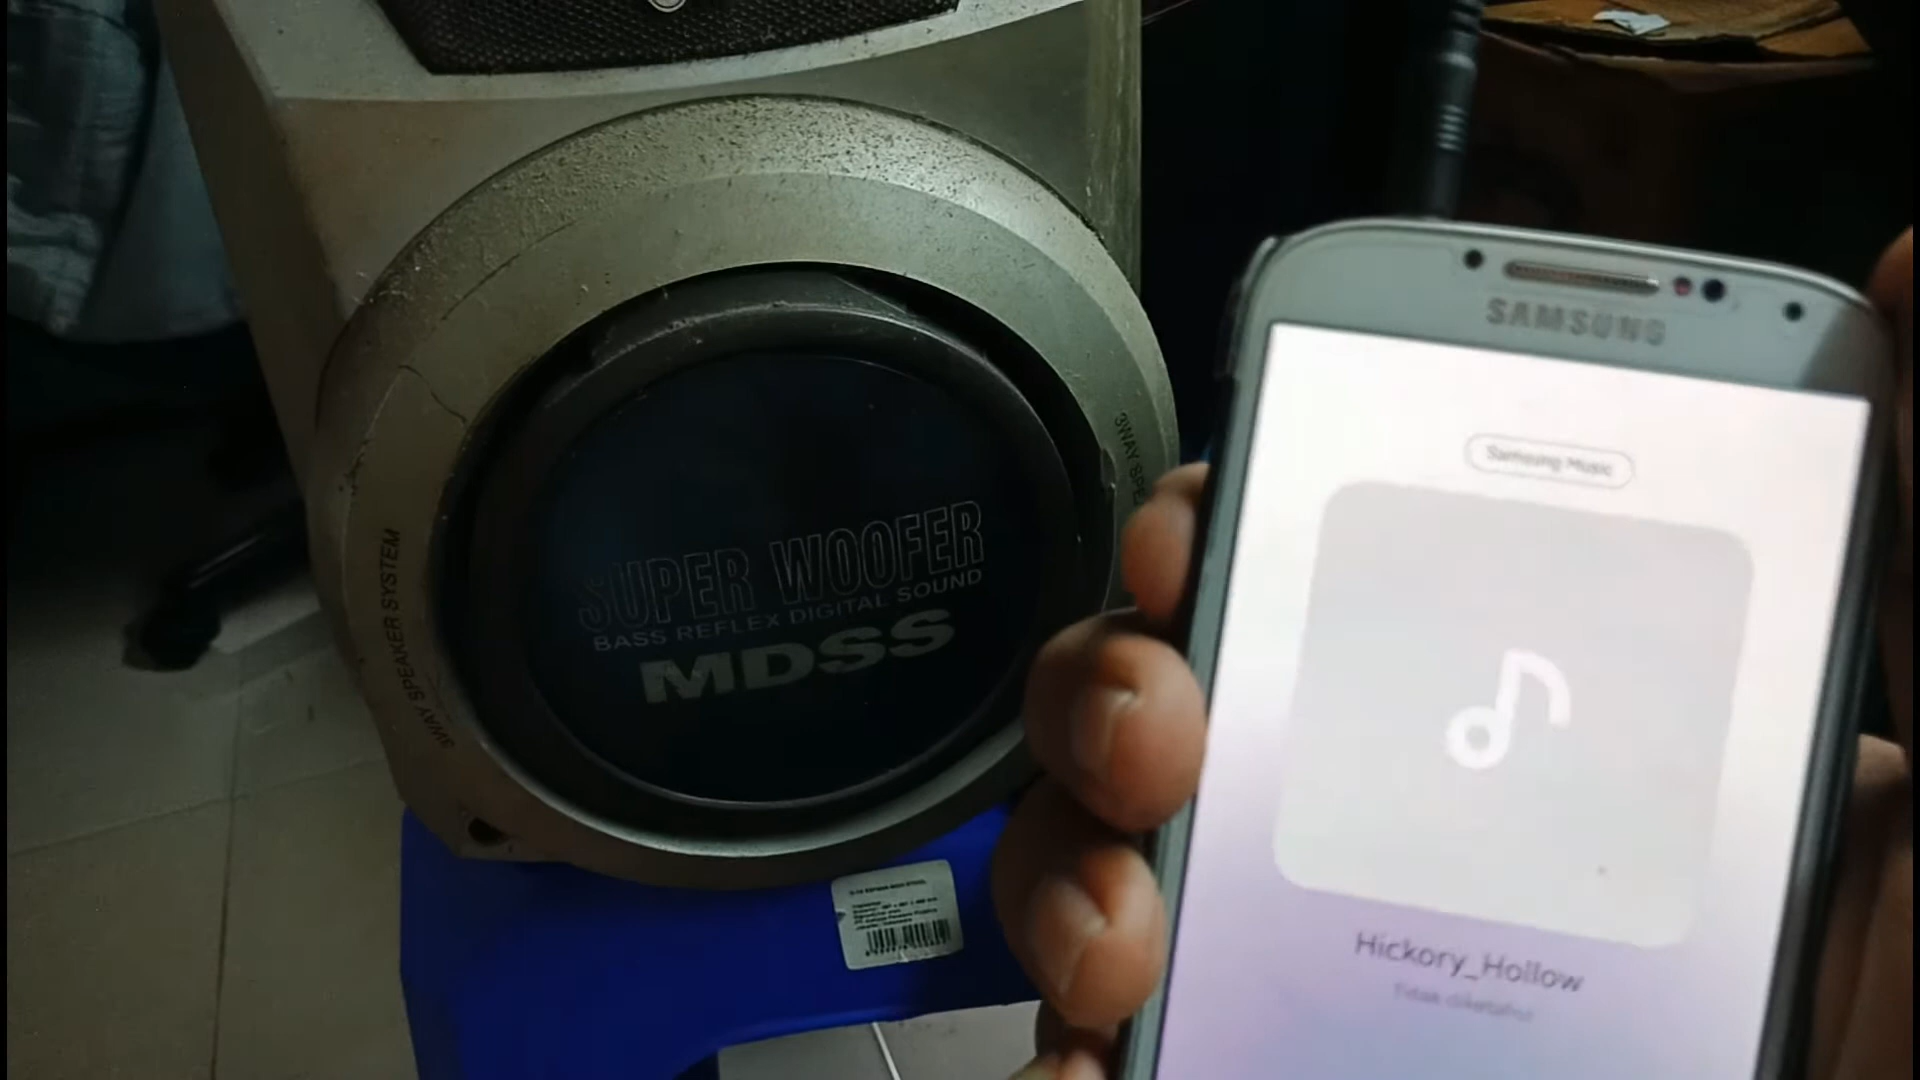 SAMSUNG
Samsung Music
3WAY SPE
SUPER WOOFER
BASS REFLEX DIGITAL SOUND
MDSS
3WAY SPEAKER SYSTEM
Hickory_Hollow
Tidak diketahui